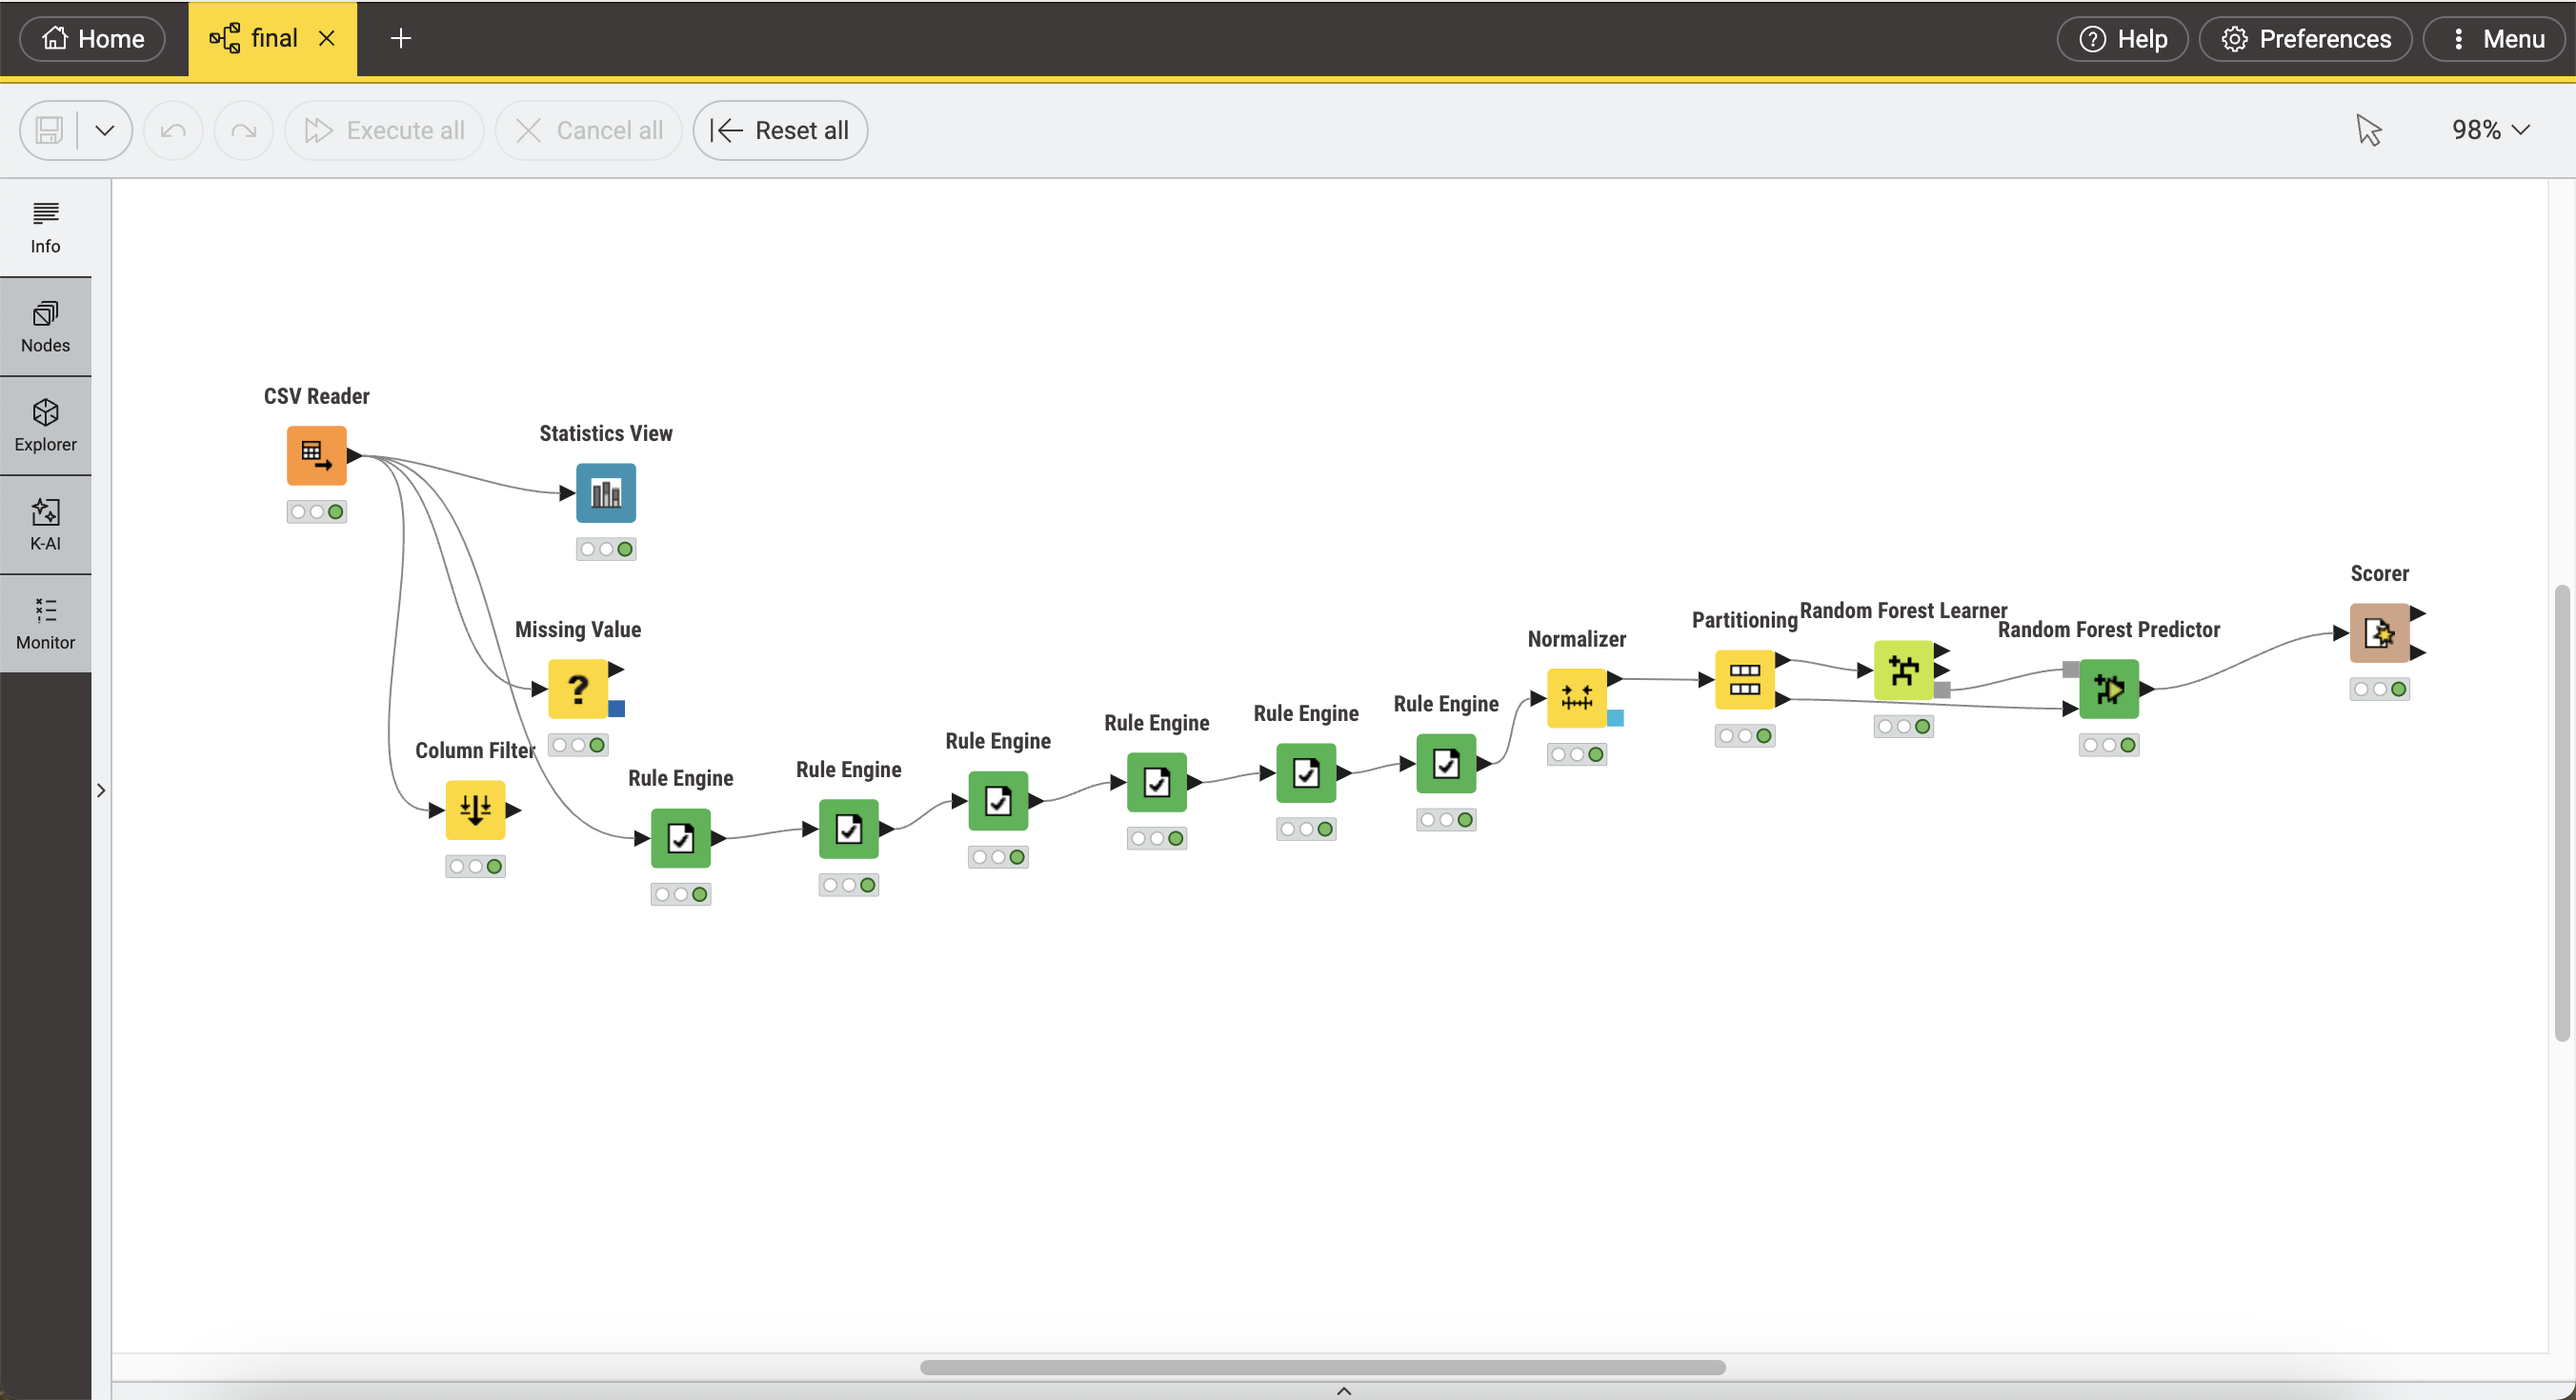 Home
final
Help
Preferences
Menu
Execute all
Cancel all
Reset all
98%
Info
Nodes
Explorer
K-AI
Monitor
CSV Reader
Statistics View
Missing Value
Column Filter
Rule Engine
Rule Engine
Rule Engine
Rule Engine
Rule Engine
Rule Engine
Normalizer
Partitioning
Random Forest Learner
Random Forest Predictor
Scorer